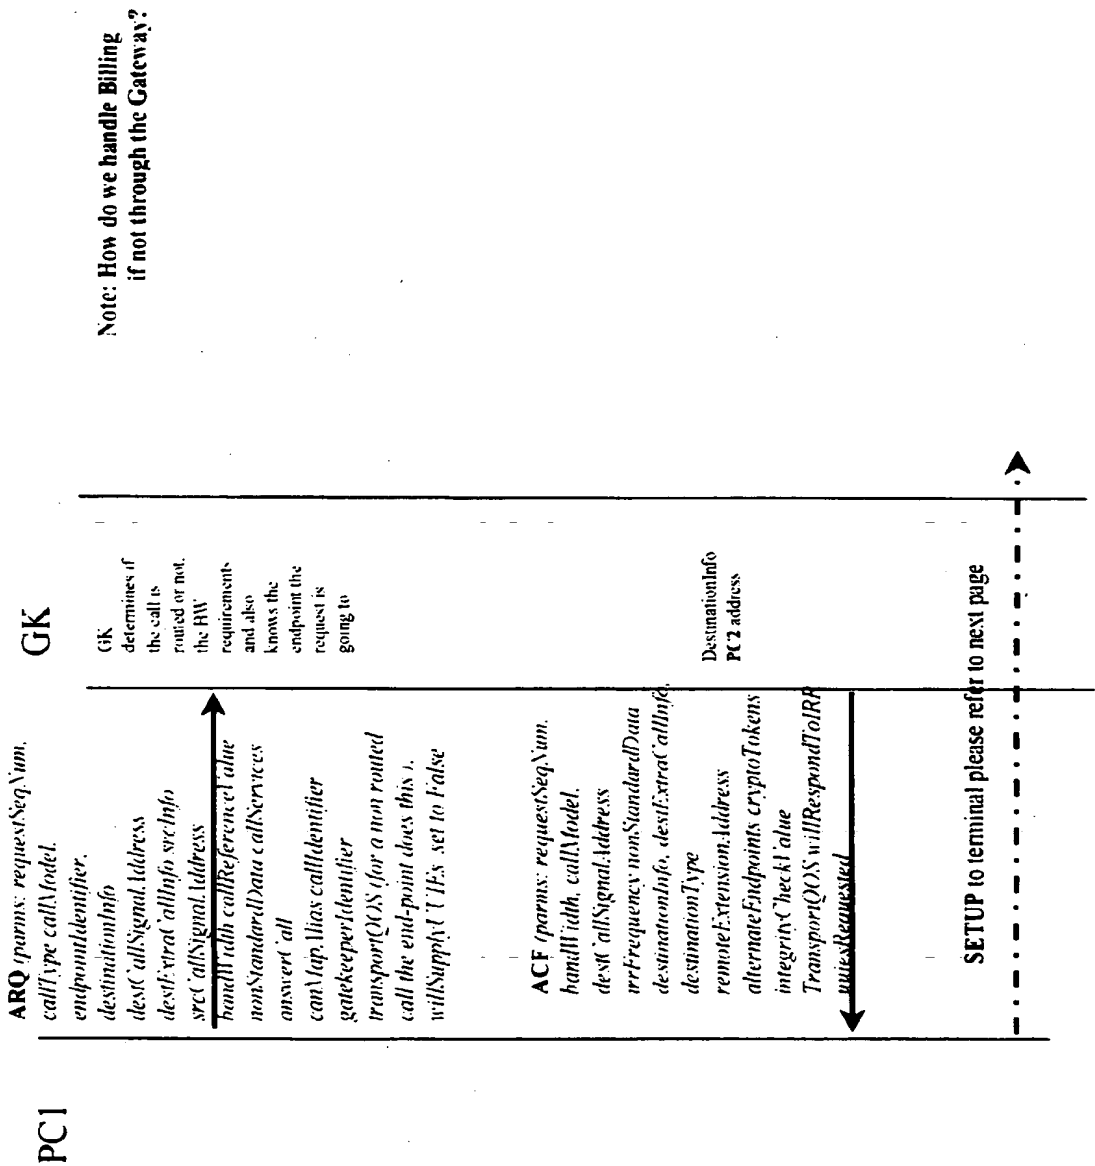 PC1
GK
ARQ (params: requestSeqNum,
callType callModel,
endpointIdentifier,
destinationInfo
destCallSignalAddress
destExtraCallInfo srcInfo
srcCallSignalAddress
bandWidth callReferenceValue
nonStandardData callServices
answerCall
canMapAlias callIdentifier
gatekeeperIdentifier
transportQOS (for a non routed
call the end-point does this ),
willSupplyUUIEs set to False
GK
determines if
the call is
routed or not,
the BW
requirements
and also
knows the
endpoint the
request is
going to
Note: How do we handle Billing
if not through the Gateway?
ACF (parms: requestSeqNum,
bandWidth, callModel,
destCallSignalAddress
irrFrequency nonStandardData
destinatonInfo, destExtraCallInfo,
destinationType
remoteExtensionAddress
alternateEndpoints cryptoTokens
integrityCheckValue
TransportQOS willRespondToIRR
uuiesRequested
DestinationInfo
PC2 address
SETUP to terminal please refer to next page